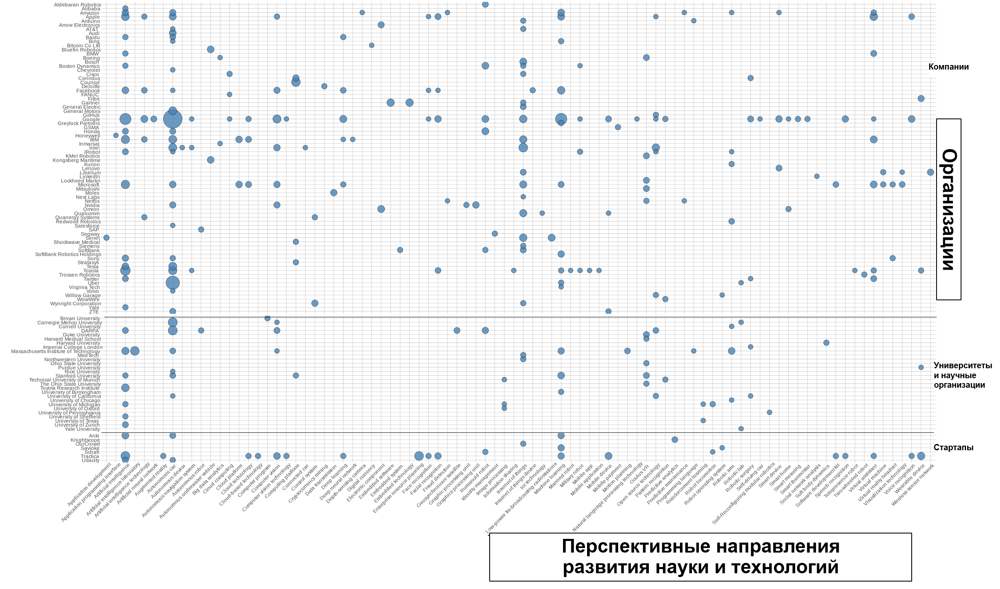 Aldebaran Robotics
Alibaba
Amazon
Apple
Arduino
Arrow Electronics
AT&T
Audi
Baidu
Bing
Bitcoin Co Ltd
Bluefin Robotics
BMW
Boeing
Bosch
Boston Dynamics
Chevrolet
Cisco
Corindus
Counsyl
Deloitte
Facebook
FANUC
Fitbit
Gartner
General Electric
General Motors
GitHub
Google
Greylock Partners
GSMA
Honda
Honeywell
IBM
Inmarsat
Intel
iRobot
KMel Robotics
Kongsberg Maritime
Kurion
Lenovo
Libelium
LinkedIn
Lockheed Martin
Microsoft
Mitsubishi
Molex
Nest Labs
Netflix
Nvidia
Omron
Qualcomm
Quanergy Systems
Redwood Robotics
Salesforce
SAP
Segway
Senet
Shockwave Medical
Siemens
SoftBank
SoftBank Robotics Holdings
Sony
Stratasys
Tesla
Toyota
Trossen Robotics
Twitter
Uber
Virginia Tech
Volvo
Willow Garage
WowWee
Wynright Corporation
Yale
ZTE
Компании
Организации
Brown University
Carnegie Mellon University
Cornell University
DARPA
Duke University
Harvard Medical School
Harvard University
Imperial College London
Massachusetts Institute of Technology
MedTech
Northwestern University
Ohio State University
Purdue University
Rice University
Stanford University
Technical University of Munich
The Ohio State University
Toyota Research Institute
University of Birmingham
University of California
University of Chicago
University of Michigan
University of Oxford
University of Pennsylvania
University of Sheffield
University of Texas
University of Zurich
Yale University
Университеты
и научные
организации
Anki
Knightscope
OurCrowd
Savioke
Schaft
Tractica
Udacity
Стартапы
Application development
Application programming interface
Artificial intelligence
Artificial intelligence laboratory
Artificial intelligence technology
Artificial neural network
Augmented reality
Autonomous car
Autonomous device
Autonomous navigation system
Autonomous robot
Autonomous underwater vehicle
Big data analytics
Cloud computing
Cloud platform
Cloud technology
Cloud-based technology
Computer program
Computer vision
Computer vision technology
Computing platform
Connected car
Control system
Cryptocurrency mining
Data transmission
Deep learning
Deep neural network
Depth-sensing camera
Digital currency
Electronic component
Embedded software
Embedded system
Embedded technology
Enterprise resource planning
Face recognition
Facial recognition
Fraud detection
Geosynchronous satellite
Graphic processing unit
Graphics processing unit
Humanoid robot
Identity management
Image processing
Information sharing
Internet of things
Internet of things device
Iot technology
Low-power fm-broadcasting radiostations
Machine learning
Manned robot
Military robot
Mobile app
Mobile application
Mobile device
Mobile payment
Motion planning
Natural language processing technology
Oculus VR
Open source technology
Pattern recognition
Predictive analytics
Predictive maintenance
Programming language
Reinforcement learning
Robot locomotion
Robot operating system
Robotic arm
Robotic lab
Robotic surgery
Self-driving car
Self-Reconfiguring modular robotics
Smart device
Smart home
Smart metering
Smart thermostat
Social network analysis
Soft body dynamics
Software development kit
Speech recognition
Telepresence robot
Two-wheeled robot
Virtual assistant
Virtual machine
Virtual reality headset
Visualization technology
Voice recognition
Wearable device
Wireless sensor network
Перспективные направления
развития науки и технологий